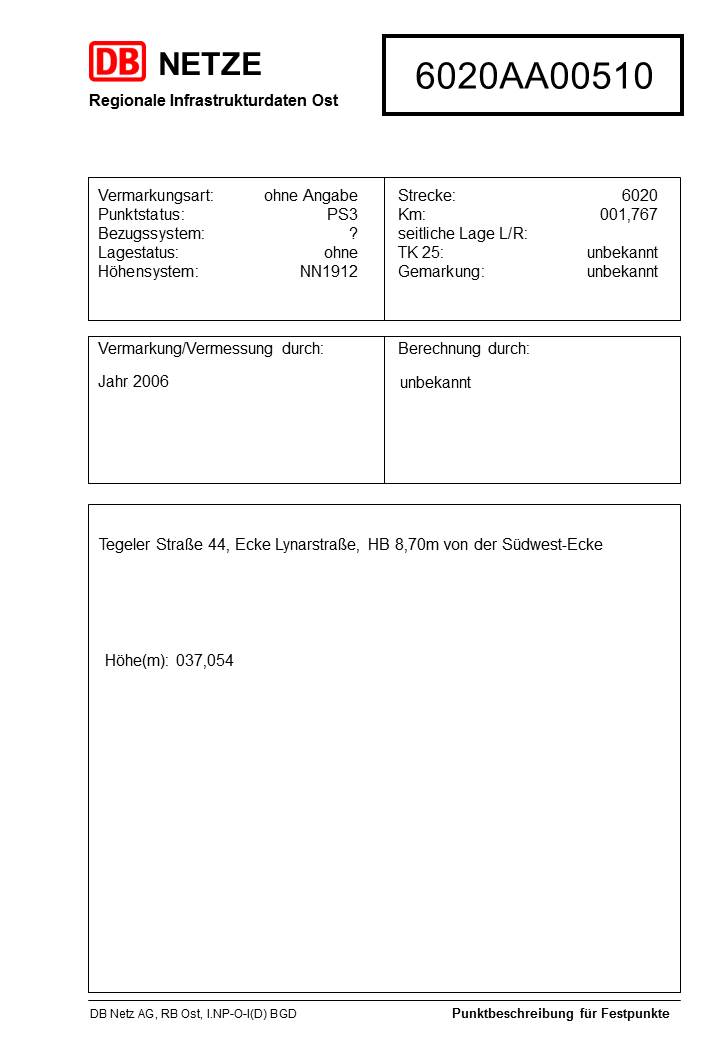 DB NETZE
6020AA00510
Regionale Infrastrukturdaten Ost
Vermarkungsart: ohne Angabe
Punktstatus: PS3
Bezugssystem: ?
Lagestatus: ohne
Höhensystem: NN1912
Strecke: 6020
Km: 001,767
seitliche Lage L/R:
TK 25: unbekannt
Gemarkung: unbekannt
Vermarkung/Vermessung durch:
Jahr 2006
Berechnung durch:
unbekannt
Tegeler Straße 44, Ecke Lynarstraße, HB 8,70m von der Südwest-Ecke
Höhe(m): 037,054
DB Netz AG, RB Ost, I.NP-O-I(D) BGD
Punktbeschreibung für Festpunkte